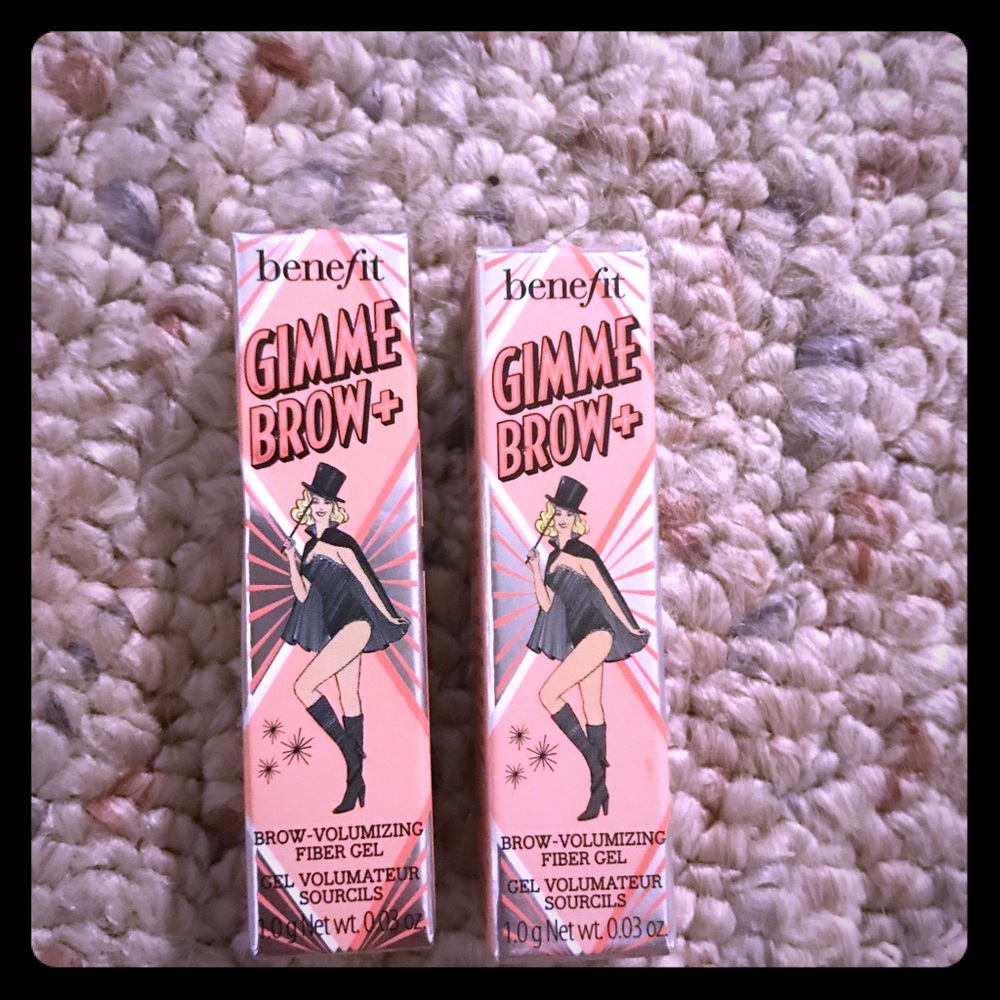 benefit
GIMME
BROW+
BROW-VOLUMIZING
FIBER GEL
GEL VOLUMATEUR
SOURCILS
1.0 g Net wt. 0.03 oz.
benefit
GIMME
BROW+
BROW-VOLUMIZING
FIBER GEL
GEL VOLUMATEUR
SOURCILS
1.0 g Net wt. 0.03 oz.